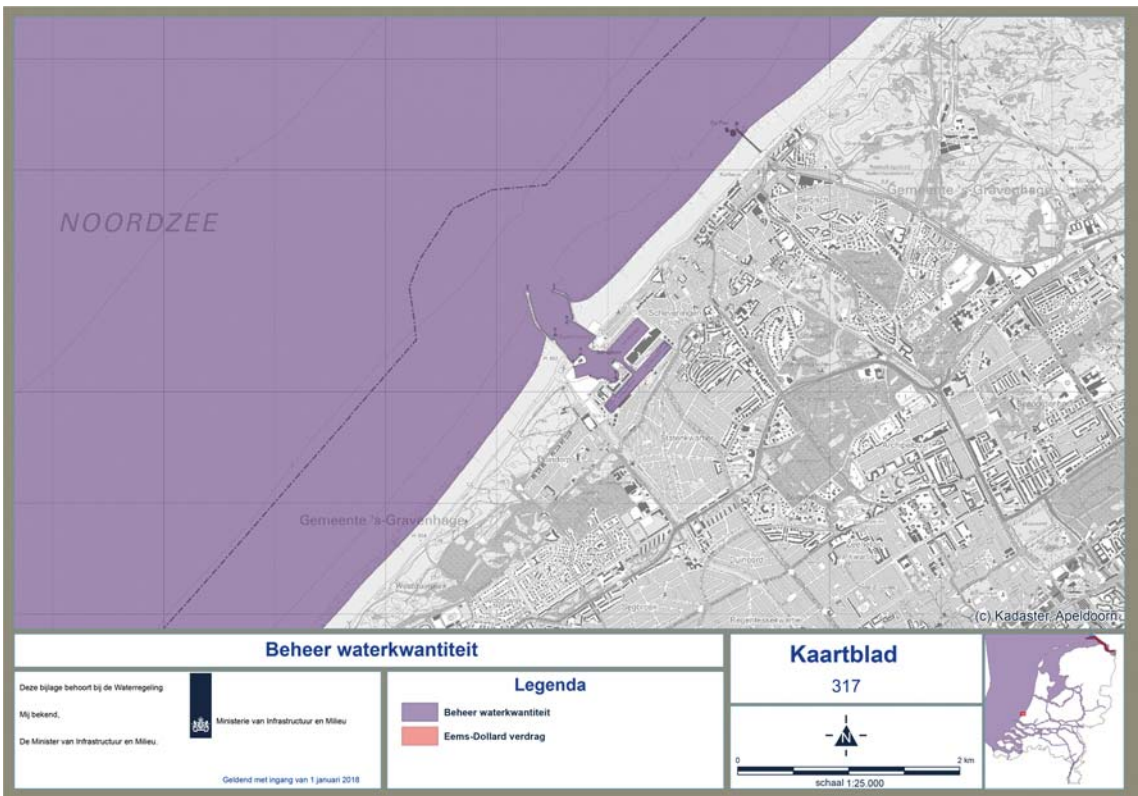 NOORDZEE
Gemeente 's-Gravenhage
Scheveningen
Gemeente 's-Gravenhage
(c) Kadaster, Apeldoorn
Beheer waterkwantiteit
Deze bijlage behoort bij de Waterregeling
Mij bekend,
De Minister van Infrastructuur en Milieu.
Ministerie van Infrastructuur en Milieu
Geldend met ingang van 1 januari 2018
Legenda
Beheer waterkwantiteit
Eems-Dollard verdrag
Kaartblad
317
N
0 2 km
schaal 1:25.000